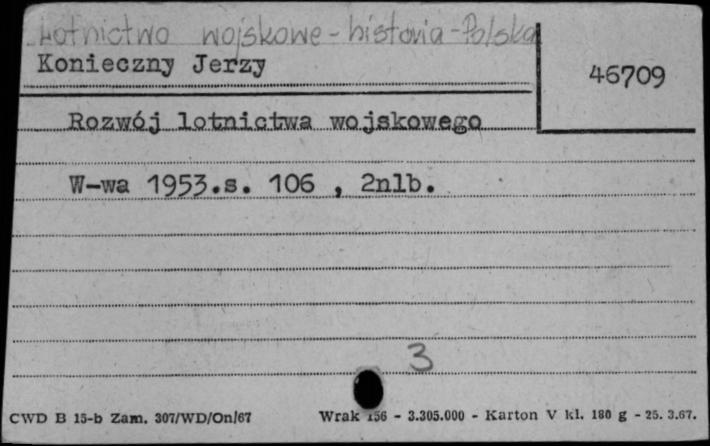 Lotnictwo wojskowe - historia - Polska
Konieczny Jerzy
46709
Rozwój lotnictwa wojskowego
W-wa 1953.s. 106 , 2nlb.
3
CWD B 15-b Zam. 307/WD/On/67 Wrak 156 - 3.305.000 - Karton V kl. 180 g - 25. 3.67.